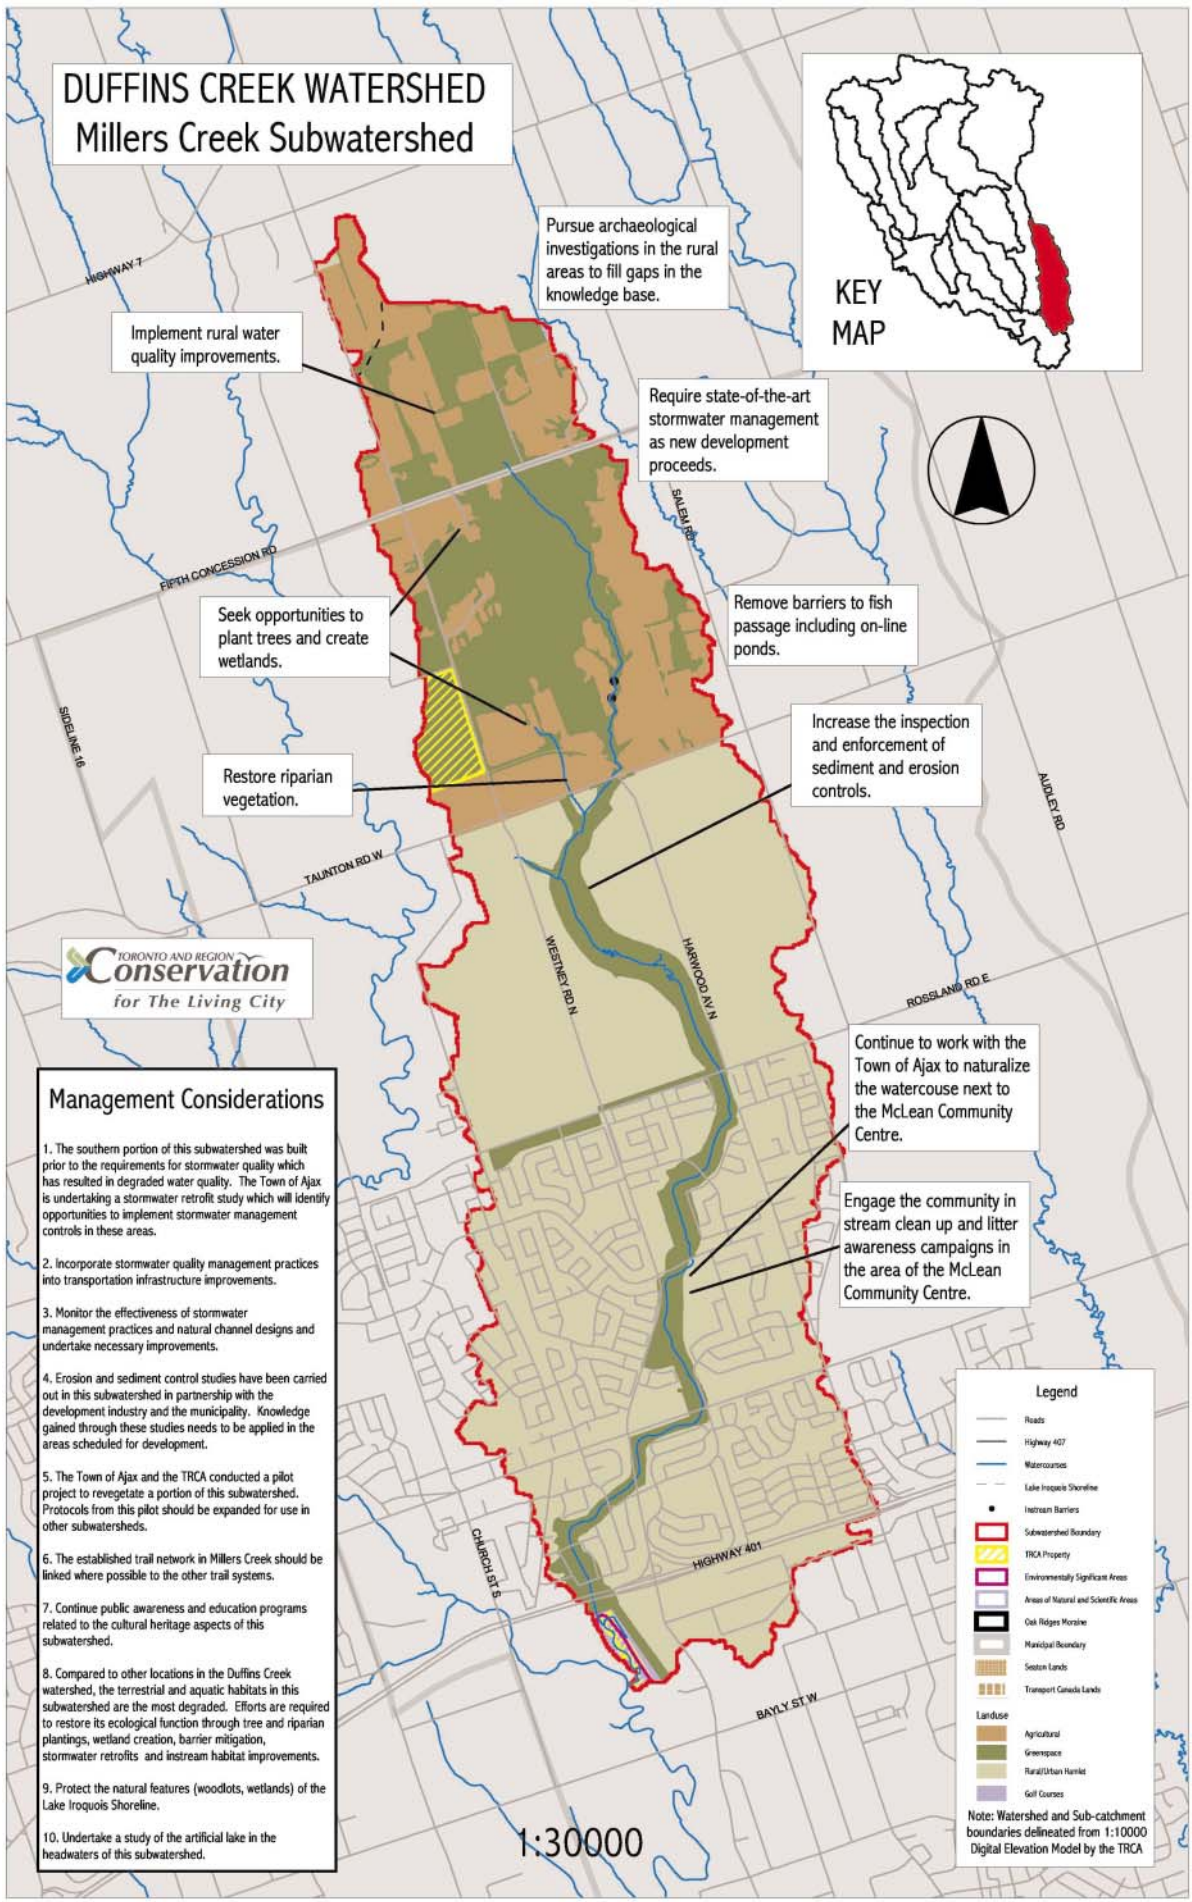 DUFFINS CREEK WATERSHED
Millers Creek Subwatershed
KEY
MAP
Pursue archaeological
investigations in the rural
areas to fill gaps in the
knowledge base.
HIGHWAY 7
Implement rural water
quality improvements.
Require state-of-the-art
stormwater management
as new development
proceeds.
SALEM RD
FIFTH CONCESSION RD
Seek opportunities to
plant trees and create
wetlands.
Remove barriers to fish
passage including on-line
ponds.
SIDELINE 16
Increase the inspection
and enforcement of
sediment and erosion
controls.
Restore riparian
vegetation.
AUDLEY RD
TAUNTON RD W
TORONTO AND REGION
Conservation
for The Living City
WESTNEY RD N
HARWOOD AV N
ROSSLAND RD E
Continue to work with the
Town of Ajax to naturalize
the watercouse next to
the McLean Community
Centre.
Engage the community in
stream clean up and litter
awareness campaigns in
the area of the McLean
Community Centre.
Management Considerations
1. The southern portion of this subwatershed was built
prior to the requirements for stormwater quality which
has resulted in degraded water quality. The Town of Ajax
is undertaking a stormwater retrofit study which will identify
opportunities to implement stormwater management
controls in these areas.
2. Incorporate stormwater quality management practices
into transportation infrastructure improvements.
3. Monitor the effectiveness of stormwater
management practices and natural channel designs and
undertake necessary improvements.
4. Erosion and sediment control studies have been carried
out in this subwatershed in partnership with the
development industry and the municipality. Knowledge
gained through these studies needs to be applied in the
areas scheduled for development.
5. The Town of Ajax and the TRCA conducted a pilot
project to revegetate a portion of this subwatershed.
Protocols from this pilot should be expanded for use in
other subwatersheds.
6. The established trail network in Millers Creek should be
linked where possible to the other trail systems.
7. Continue public awareness and education programs
related to the cultural heritage aspects of this
subwatershed.
8. Compared to other locations in the Duffins Creek
watershed, the terrestrial and aquatic habitats in this
subwatershed are the most degraded. Efforts are required
to restore its ecological function through tree and riparian
plantings, wetland creation, barrier mitigation,
stormwater retrofits and instream habitat improvements.
9. Protect the natural features (woodlots, wetlands) of the
Lake Iroquois Shoreline.
10. Undertake a study of the artificial lake in the
headwaters of this subwatershed.
CHURCH ST S
HIGHWAY 401
BAYLY ST W
1:30000
Legend
Roads
Highway 407
Watercourses
Lake Iroquois Shoreline
Instream Barriers
Subwatershed Boundary
TRCA Property
Environmentally Significant Areas
Areas of Natural and Scientific Areas
Oak Ridges Moraine
Municipal Boundary
Seaton Lands
Transport Canada Lands
Landuse
Agricultural
Greenspace
Rural/Urban Hamlet
Golf Courses
Note: Watershed and Sub-catchment
boundaries delineated from 1:10000
Digital Elevation Model by the TRCA